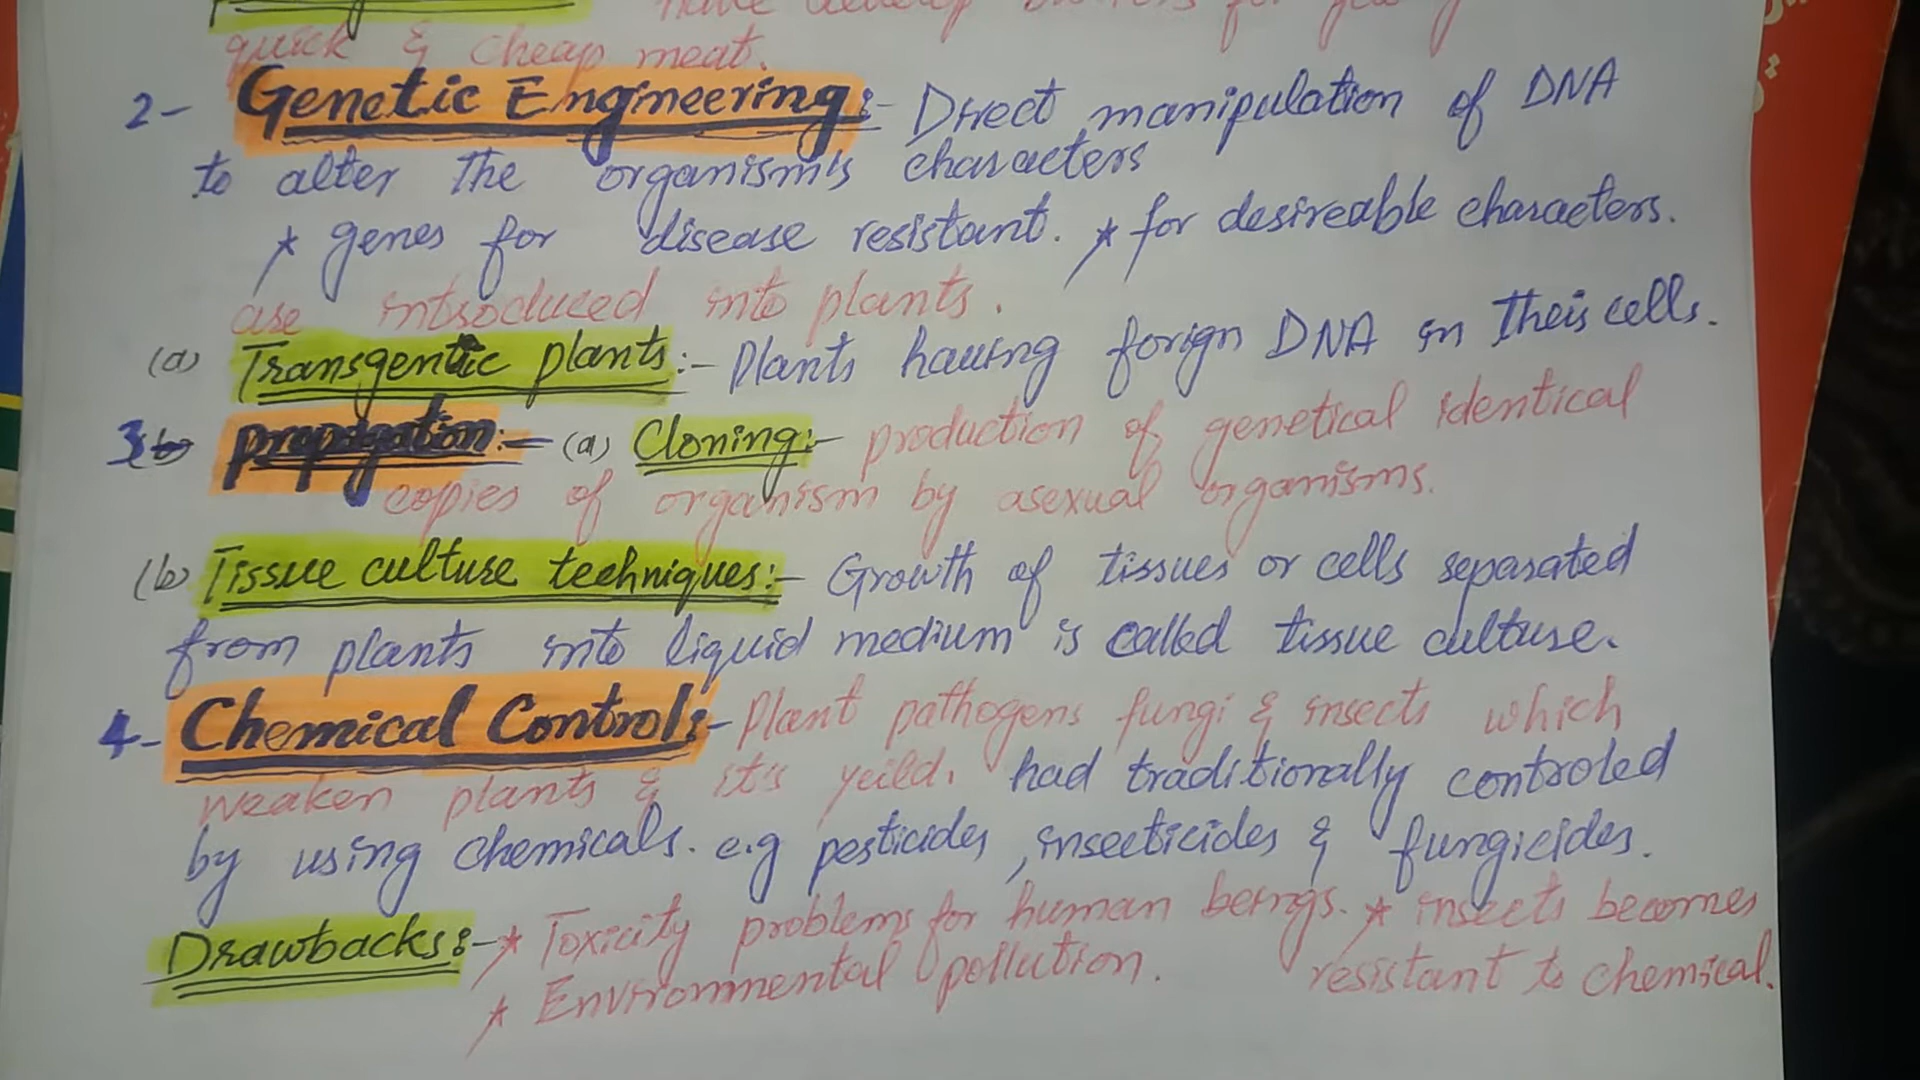 have develop broilers for
quick & cheap meat.
2- Genetic Engineering:- Direct manipulation of DNA
to alter the organism's characters
* genes for disease resistant. * for desireable characters.
are introduced into plants.
(a) Transgentic plants:- Plants having forign DNA in their cells.
3- propigation:- (a) Cloning:- production of genetical identical
copies of organism by asexual organisms.
(b) Tissue culture techniques:- Growth of tissues or cells separated
from plants into liquid medium is called tissue culture.
4- Chemical Control:- Plant pathogens fungi & insects which
weaken plants & it's yeild. had traditionally controled
by using chemicals. e.g pesticides, insecticides & fungicides.
Drawbacks:- * Toxicity problems for human beings. * insects becomes
* Environmental pollution. resistant to chemical.